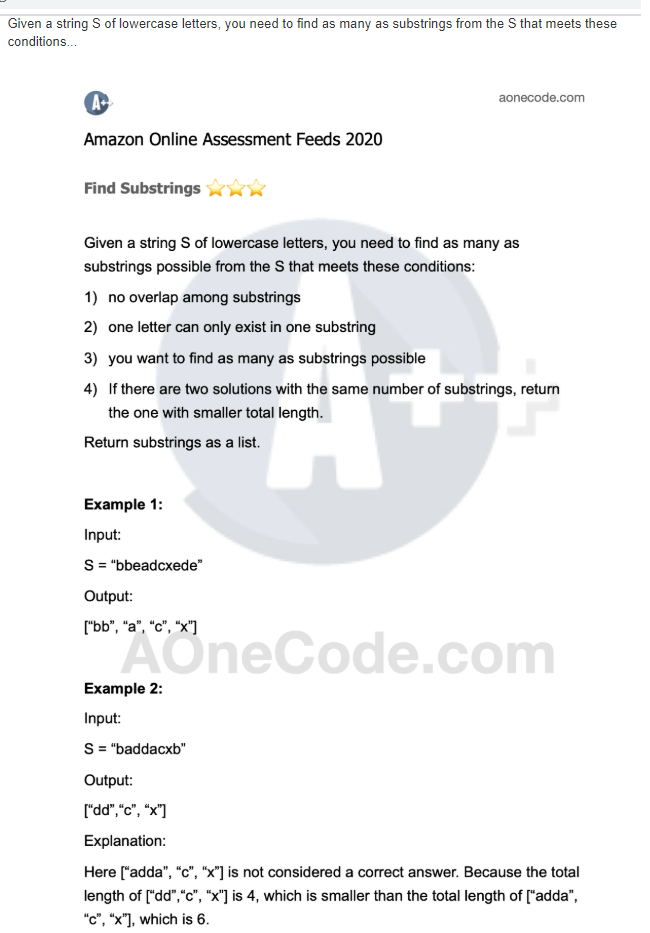 Given a string S of lowercase letters, you need to find as many as substrings from the S that meets these
conditions...
A++
aonecode.com
Amazon Online Assessment Feeds 2020
Find Substrings
Given a string S of lowercase letters, you need to find as many as
substrings possible from the S that meets these conditions:
1) no overlap among substrings
2) one letter can only exist in one substring
3) you want to find as many as substrings possible
4) If there are two solutions with the same number of substrings, return
the one with smaller total length.
Return substrings as a list.
A++
Example 1:
Input:
S = “bbeadcxede”
Output:
[“bb”, “a”, “c”, “x”]
AOneCode.com
Example 2:
Input:
S = “baddacxb”
Output:
[“dd”,“c”, “x”]
Explanation:
Here [“adda”, “c”, “x”] is not considered a correct answer. Because the total
length of [“dd”,“c”, “x”] is 4, which is smaller than the total length of [“adda”,
“c”, “x”], which is 6.